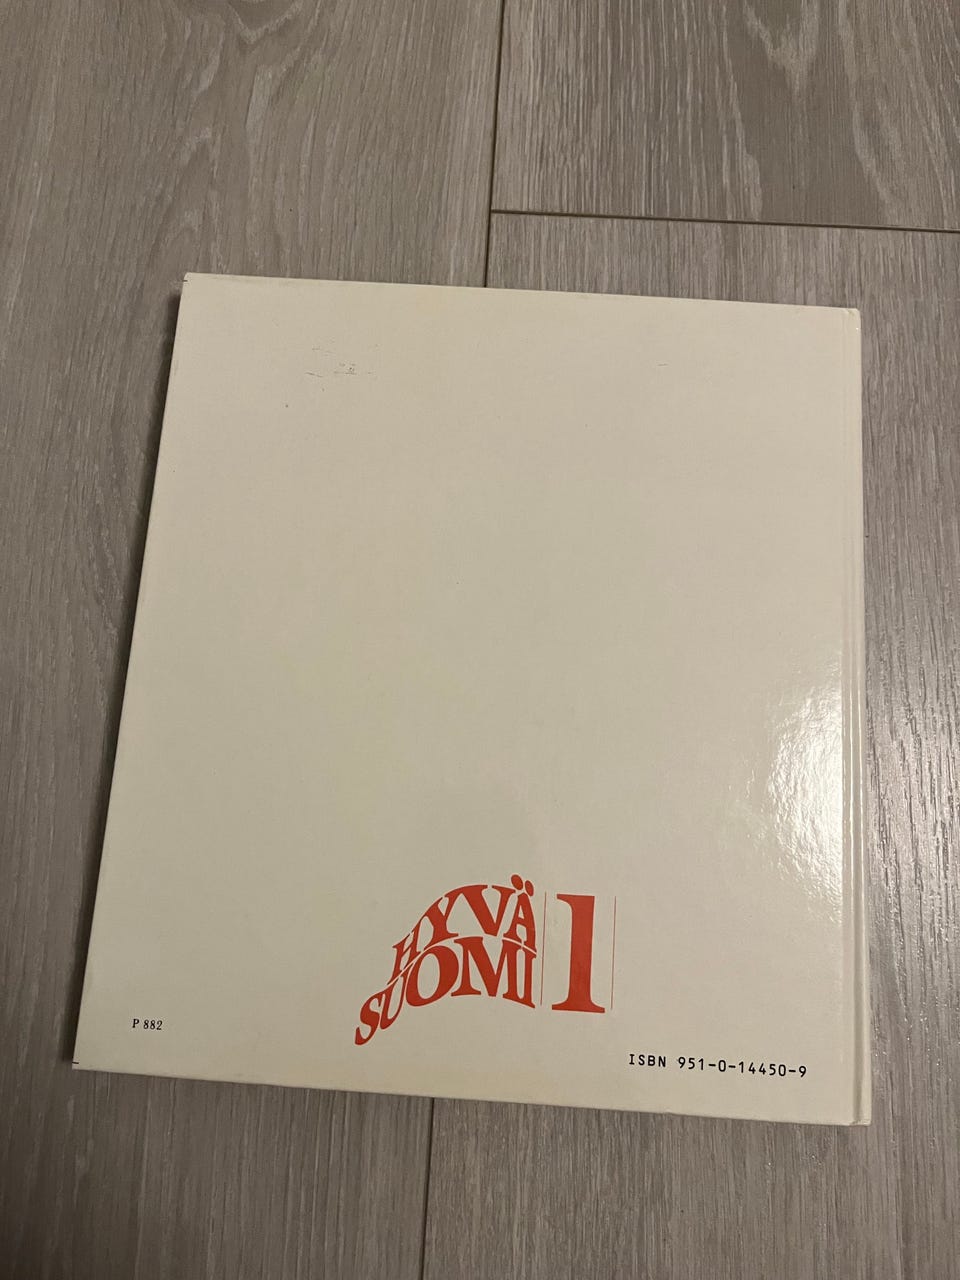 HYVÄ
SUOMI 1
P 882
ISBN 951-0-14450-9